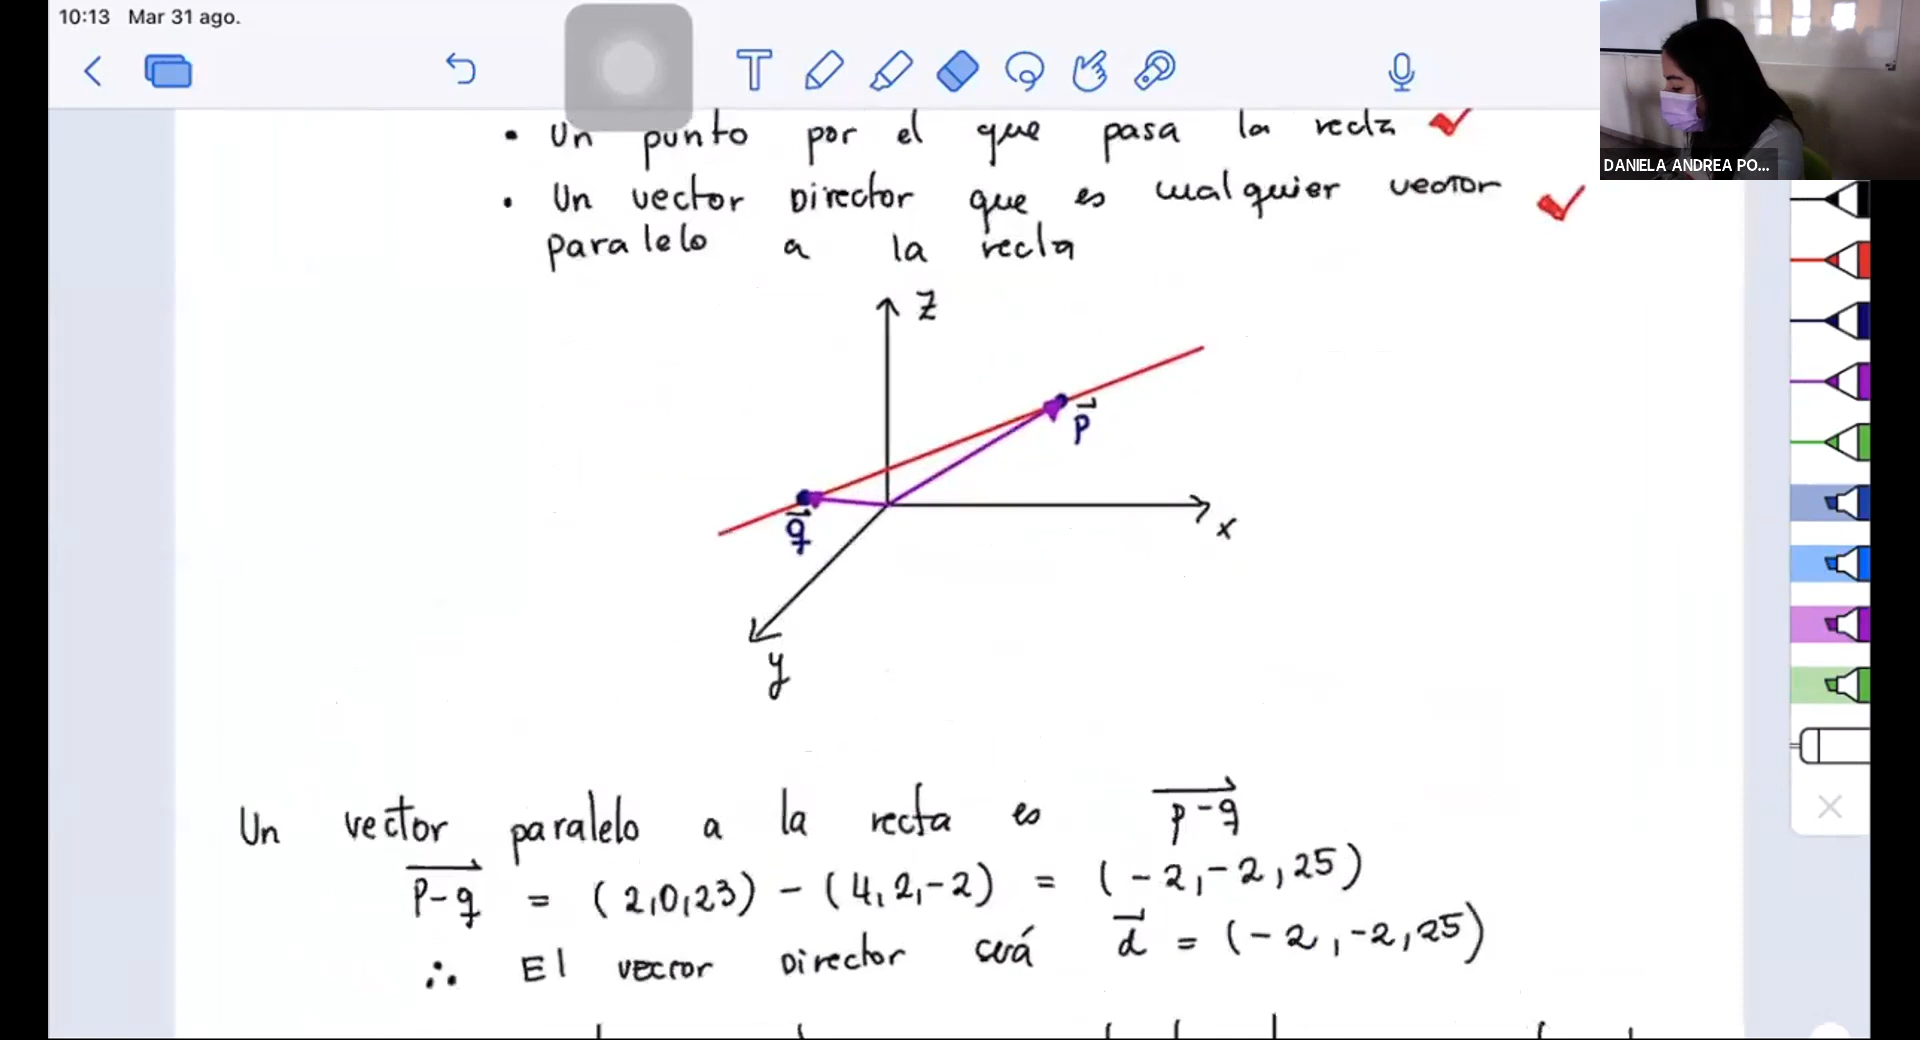 10:13 Mar 31 ago.
DANIELA ANDREA PO...
• Un punto por el que pasa la recta
• Un vector Director que es cualquier vector
paralelo a la recta
z
p⃗
q⃗
x
y
Un vector paralelo a la recta es p-q
p-q = (2,0,23) - (4,2,-2) = (-2,-2,25)
∴ El vector Director será d⃗ = (-2,-2,25)